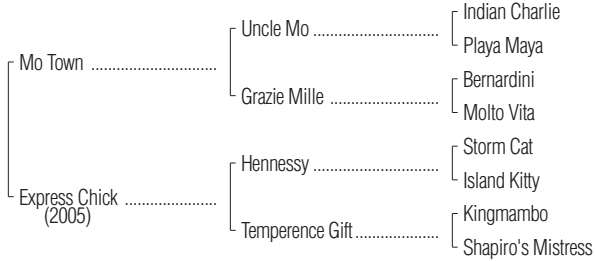 Indian Charlie
Uncle Mo ..................................
Playa Maya
Mo Town ..................................
Bernardini
Grazie Mille .............................
Molto Vita
Storm Cat
Hennessy ..................................
Island Kitty
Express Chick ........................
(2005)
Kingmambo
Temperence Gift ......................
Shapiro's Mistress